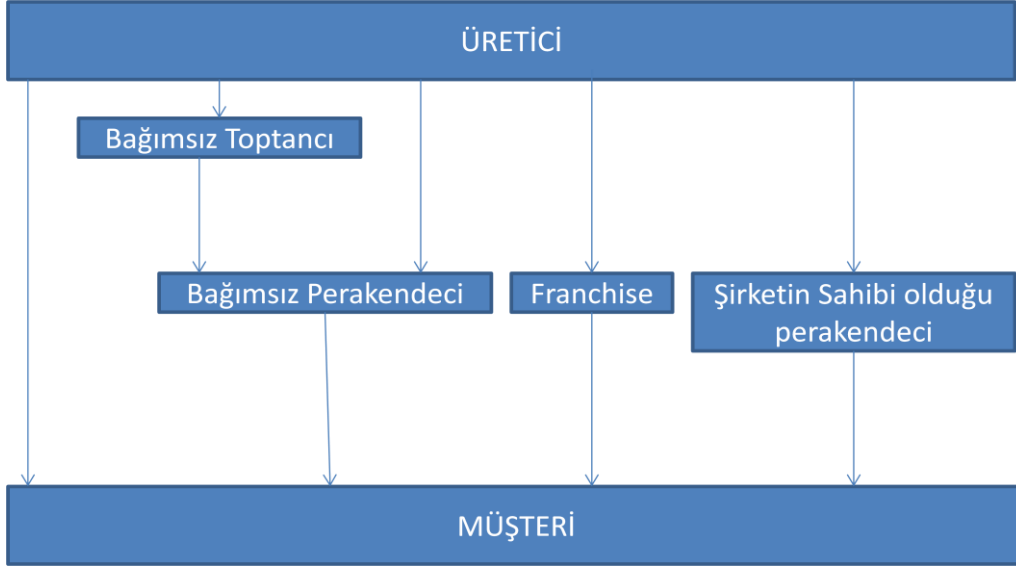 ÜRETİCİ
Bağımsız Toptancı
Bağımsız Perakendeci
Franchise
Şirketin Sahibi olduğu
perakendeci
MÜŞTERİ